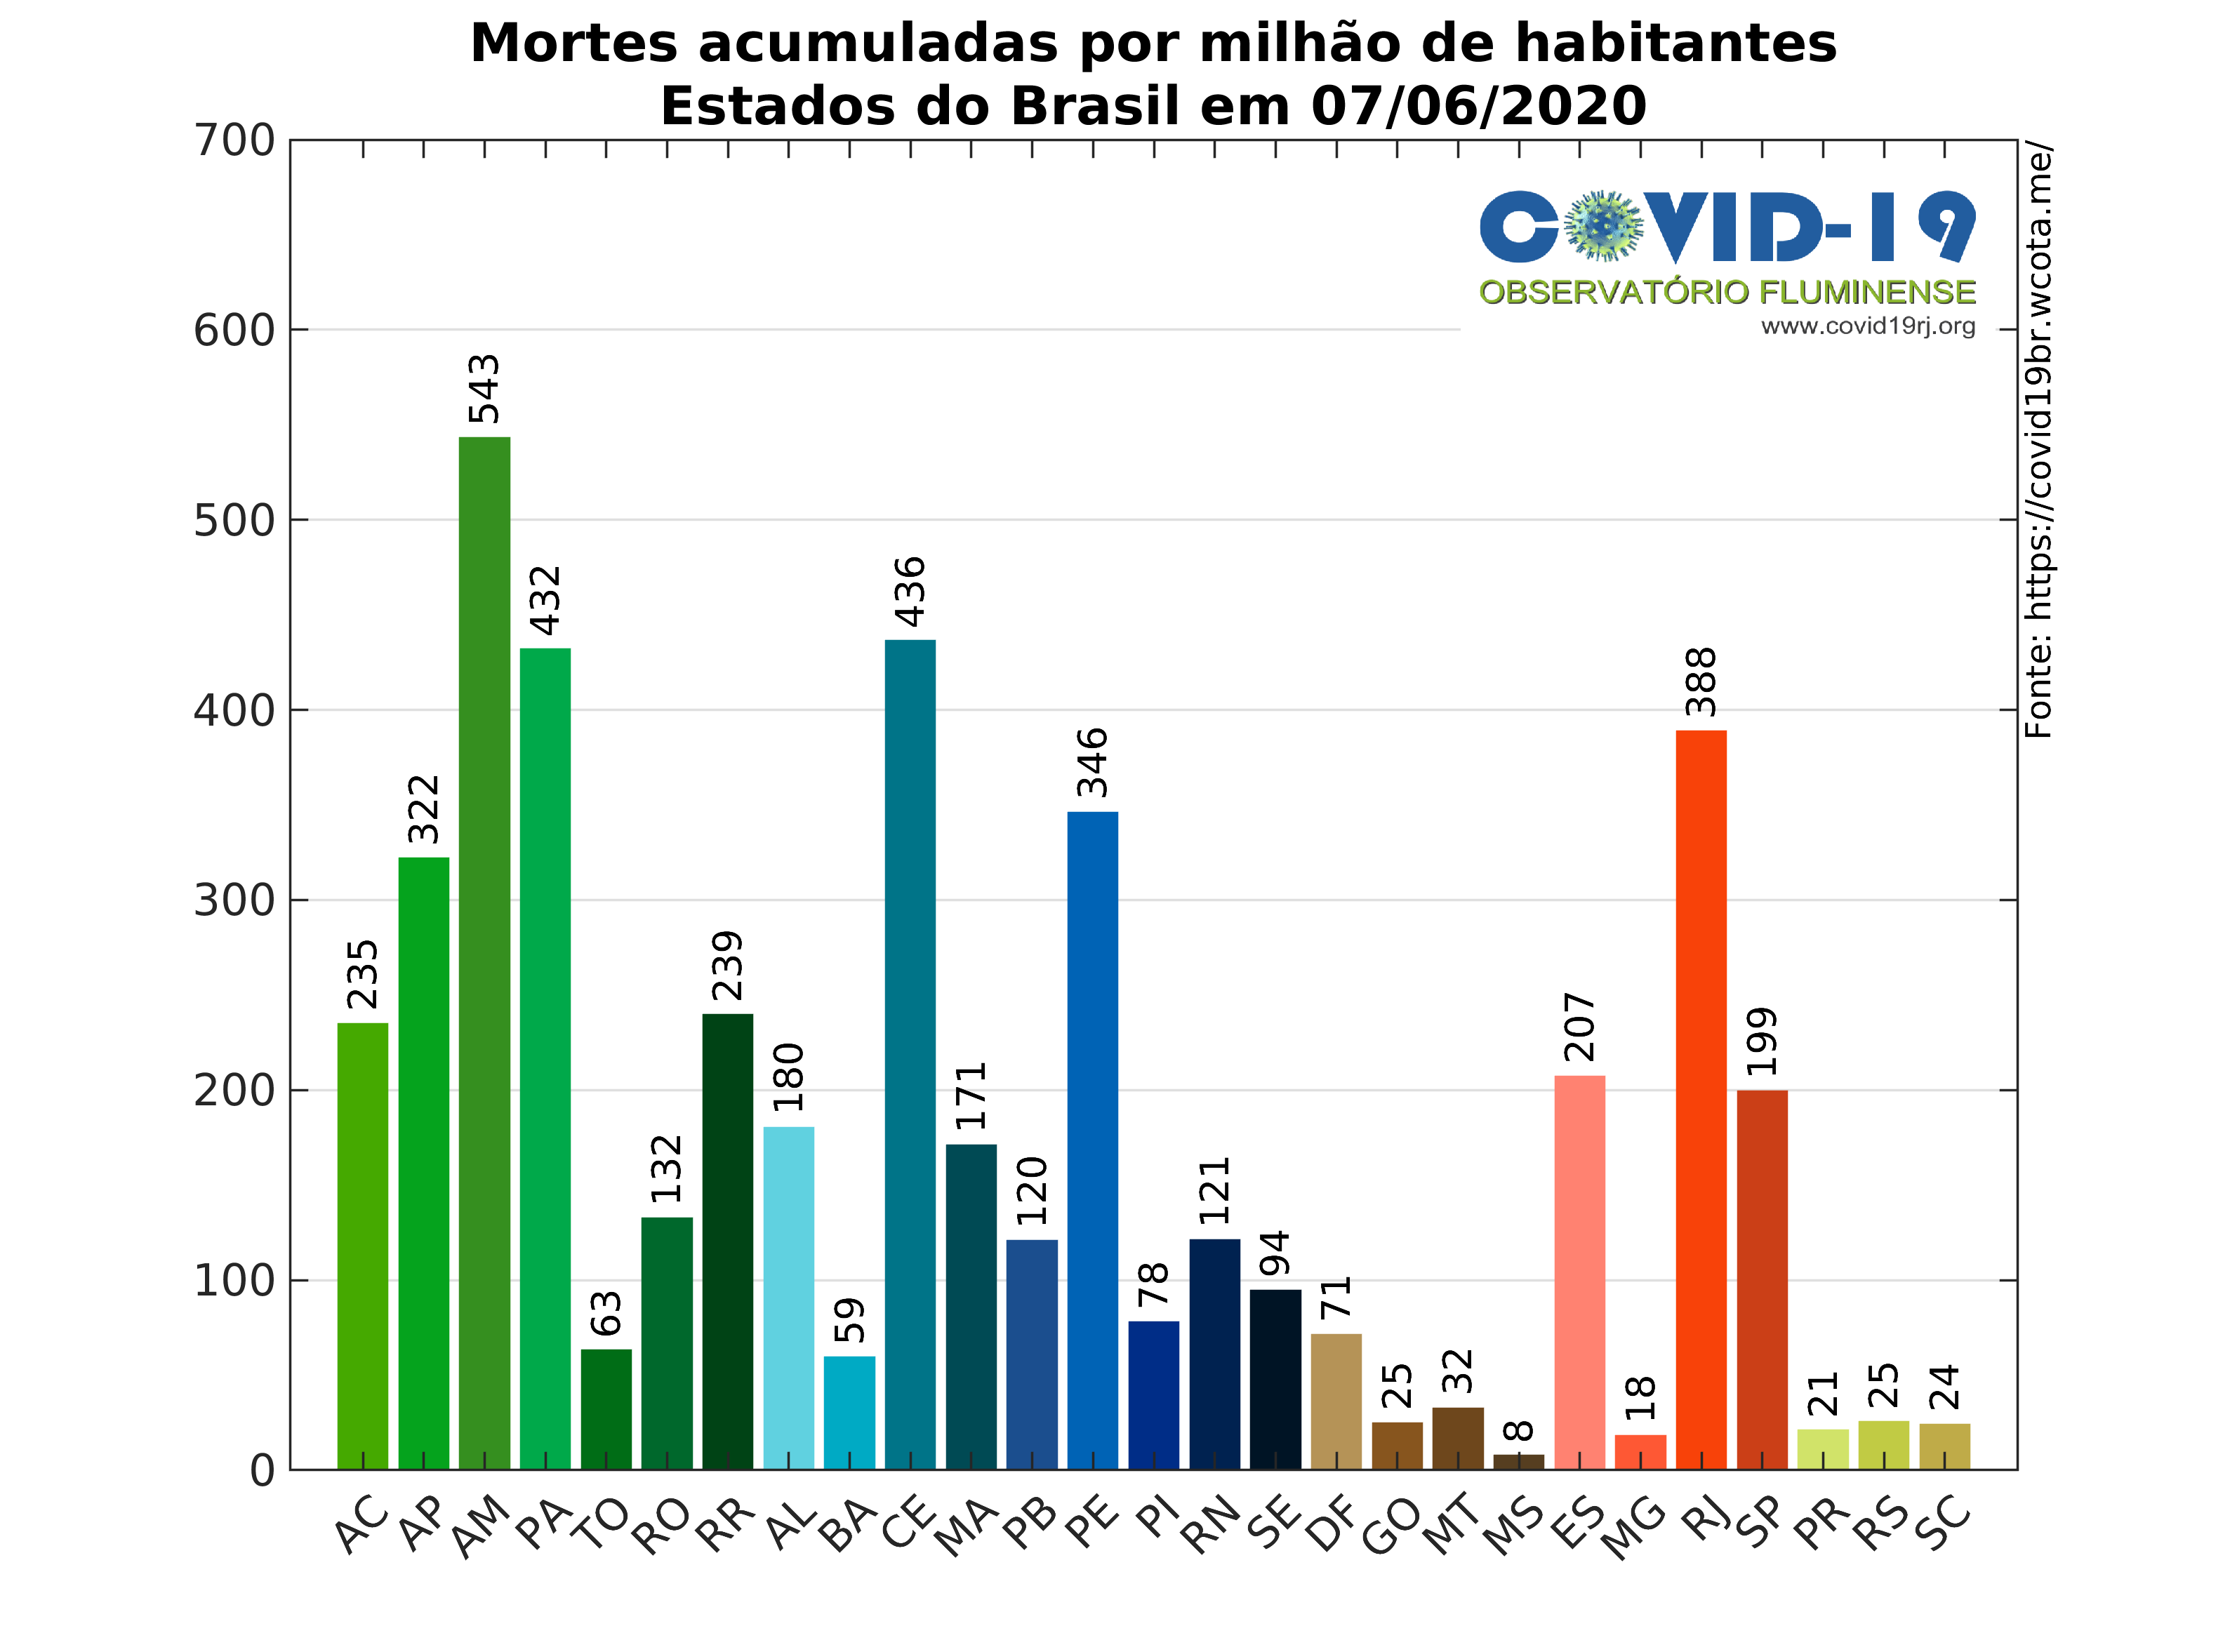 Mortes acumuladas por milhão de habitantes
Estados do Brasil em 07/06/2020
700
600
500
400
300
200
100
0
COVID-19
OBSERVATÓRIO FLUMINENSE
www.covid19rj.org
Fonte: https://covid19br.wcota.me/
235
322
543
432
63
132
239
180
59
436
171
120
346
78
121
94
71
25
32
8
207
18
388
199
21
25
24
AC
AP
AM
PA
TO
RO
RR
AL
BA
CE
MA
PB
PE
PI
RN
SE
DF
GO
MT
MS
ES
MG
RJ
SP
PR
RS
SC